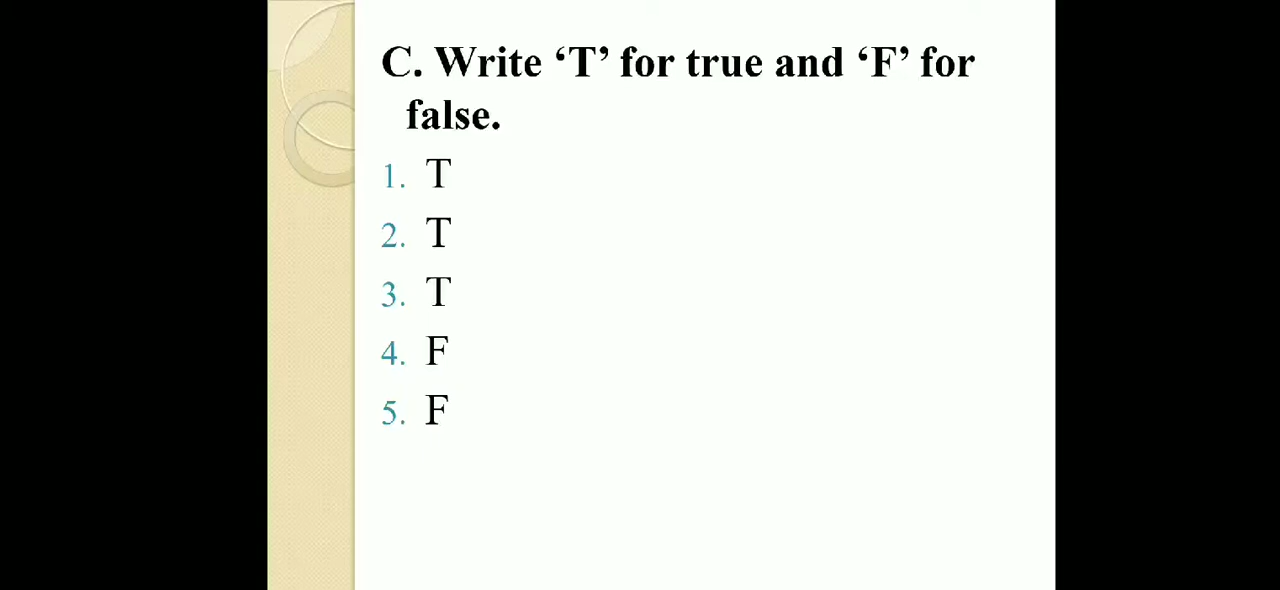 C. Write ‘T’ for true and ‘F’ for
false.
1. T
2. T
3. T
4. F
5. F